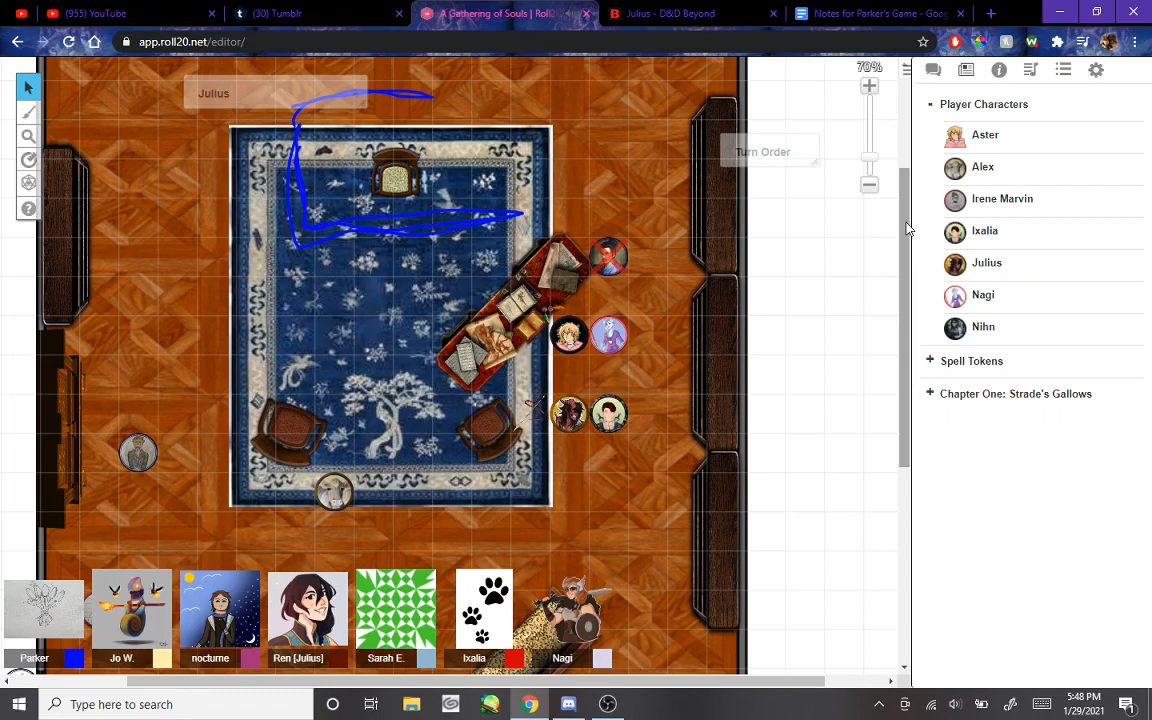 (955) YouTube
(30) Tumblr
A Gathering of Souls | Roll2
Julius - D&D Beyond
Notes for Parker's Game - Goog
app.roll20.net/editor/
Julius
70%
Turn Order
Player Characters
Aster
Alex
Irene Marvin
Ixalia
Julius
Nagi
Nihn
Spell Tokens
Chapter One: Strade's Gallows
Parker
Jo W.
nocturne
Ren [Julius]
Sarah E.
Ixalia
Nagi
Type here to search
5:48 PM
1/29/2021
1